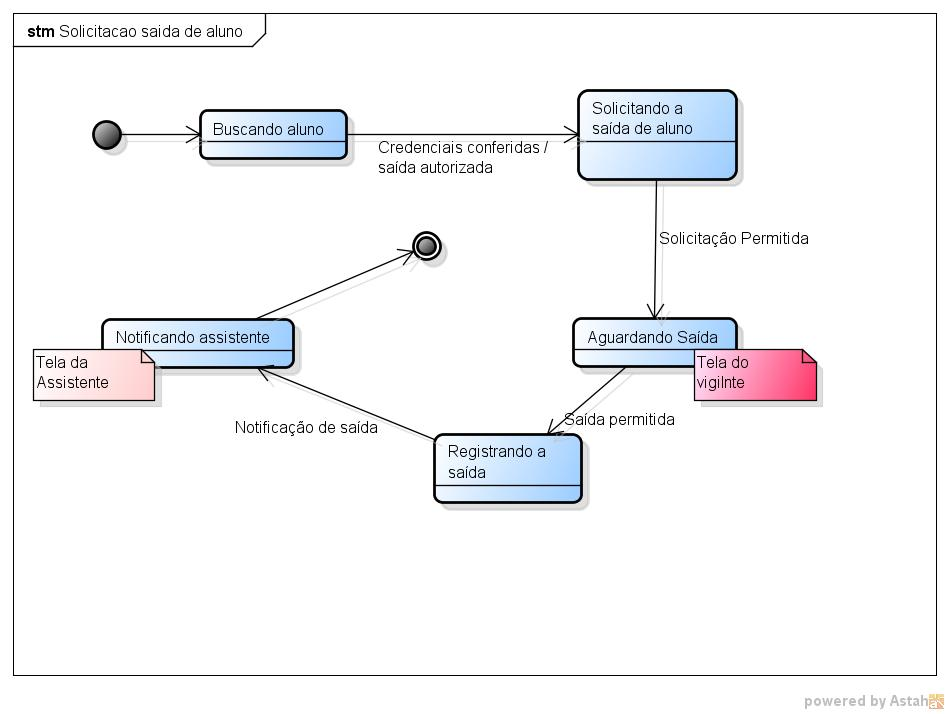 stm Solicitacao saida de aluno
Buscando aluno
Solicitando a
saída de aluno
Credenciais conferidas /
saída autorizada
Solicitação Permitida
Notificando assistente
Tela da
Assistente
Aguardando Saída
Tela do
vigilnte
Saída permitida
Notificação de saída
Registrando a
saída
powered by Astah